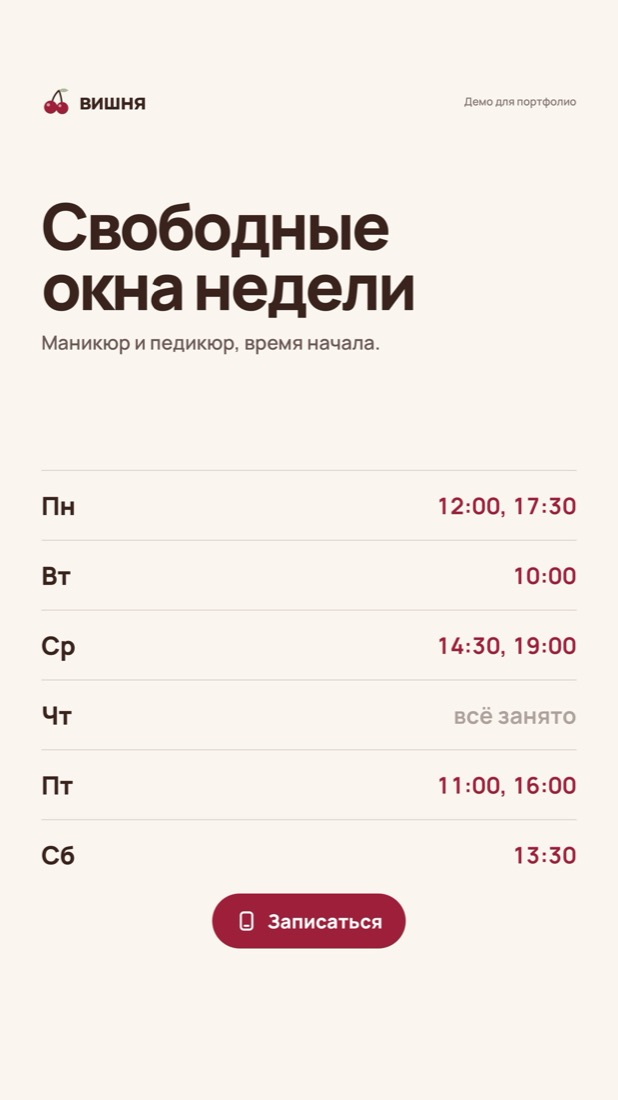 ВИШНЯ
Демо для портфолио
Свободные
окна недели
Маникюр и педикюр, время начала.
Пн 12:00, 17:30
Вт 10:00
Ср 14:30, 19:00
Чт всё занято
Пт 11:00, 16:00
Сб 13:30
Записаться